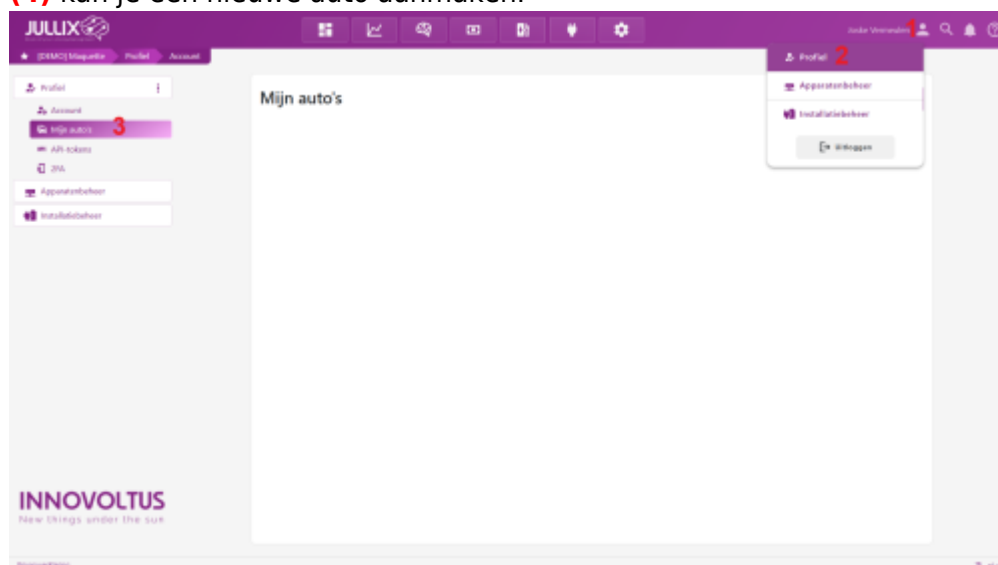 (4) kan je een nieuwe auto aanmaken.
JULLIX
1
[DEMO] Maquette Profiel Account
Profiel 2
Profiel
Account
Mijn auto's 3
API-tokens
2FA
Apparatenbeheer
Installatiebeheer
Mijn auto's
Apparatenbeheer
Installatiebeheer
Uitloggen
INNOVOLTUS
New things under the sun